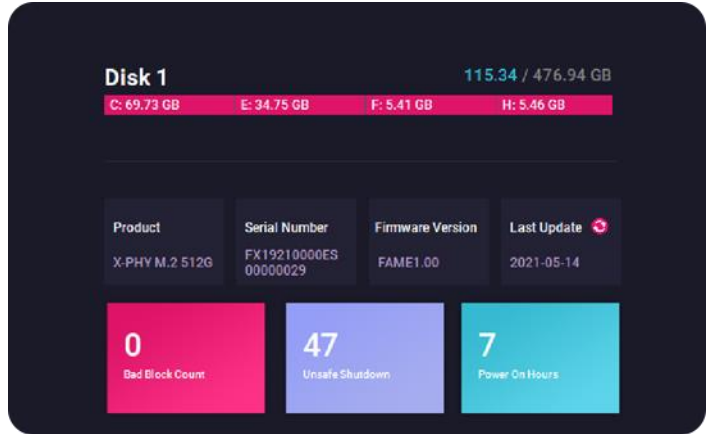 Disk 1 115.34 / 476.94 GB
C: 69.73 GB E: 34.75 GB F: 5.41 GB H: 5.46 GB
Product Serial Number Firmware Version Last Update
X-PHY M.2 512G FX19210000ES FAME1.00 2021-05-14
00000029
0 47 7
Bad Block Count Unsafe Shutdown Power On Hours